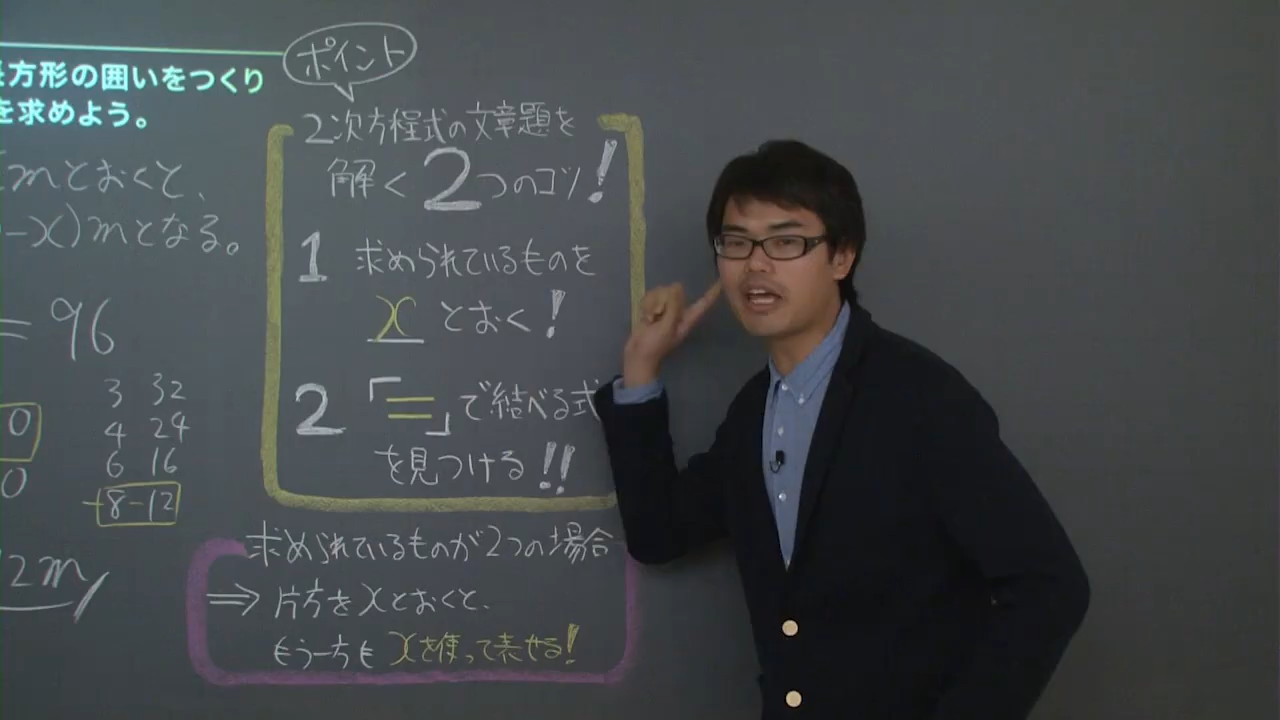 方形の囲いをつくり
を求めよう。
mとおくと、
-x)mとなる。
= 96
3 32
4 24
6 16
-8 -12
0
0
2m
ポイント
2次方程式の文章題を
解く2つのコツ!
1 求められているものを
xとおく!
2 「=」で結べる式
を見つける!!
求められているものが2つの場合
⇒ 片方をxとおくと、
もう一方もxを使って表せる!